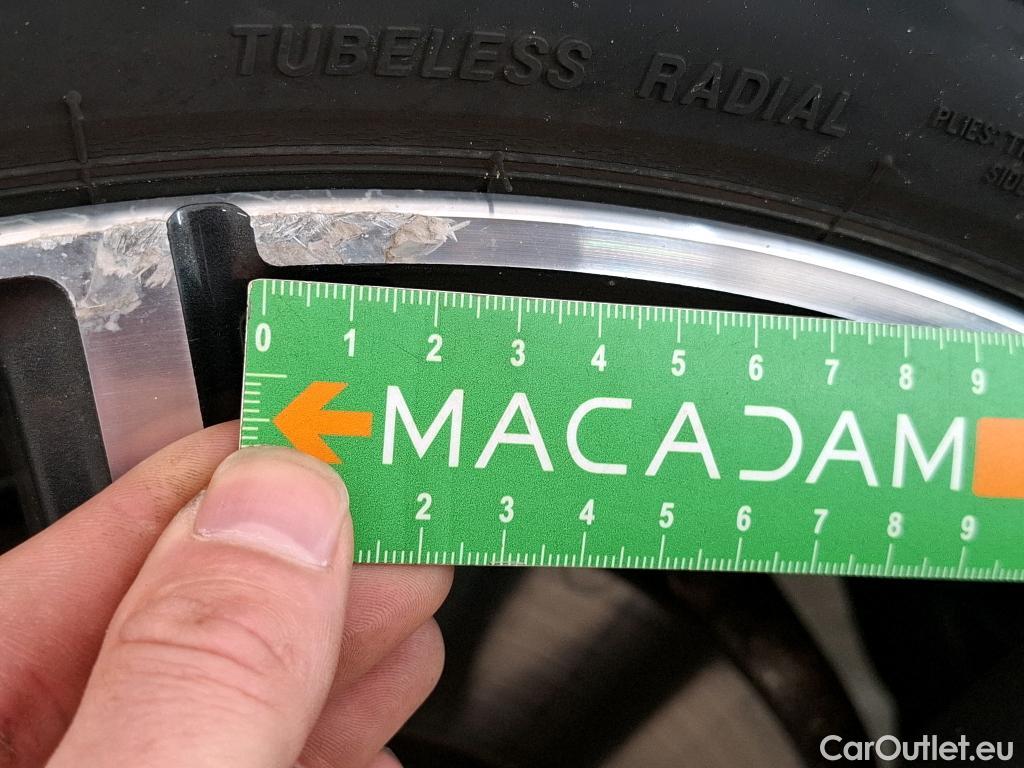 TUBELESS RADIAL
PLIES: 
0 1 2 3 4 5 6 7 8 9
MACADAM
2 3 4 5 6 7 8 9
CarOutlet.eu